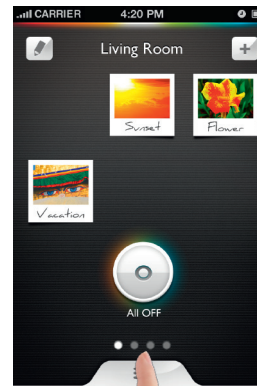 CARRIER 4:20 PM
Living Room
Sunset Flower
Vacation
All OFF